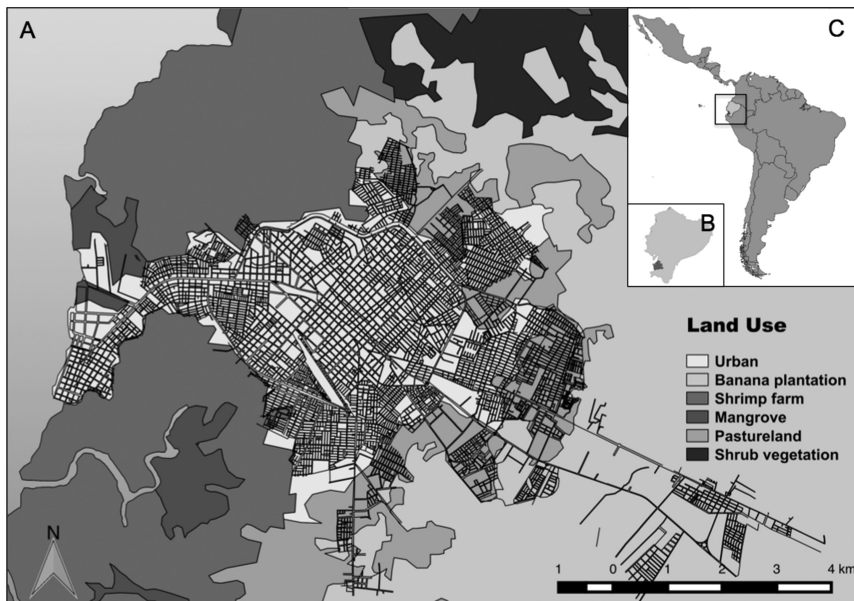 A
C
B
Land Use
Urban
Banana plantation
Shrimp farm
Mangrove
Pastureland
Shrub vegetation
N
1 0 1 2 3 4 km